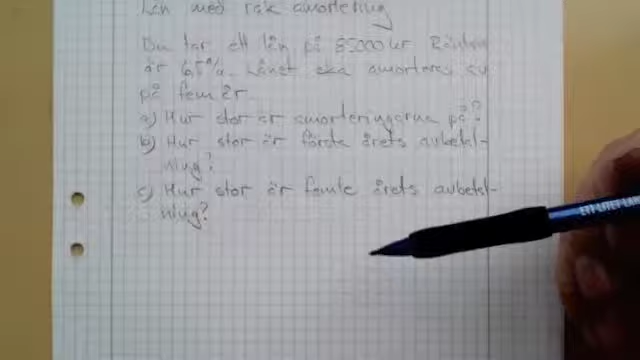 Lån med rak amortering
Du tar ett lån på 85000 kr Räntan
är 6,5%. Lånet ska amorteras av
på fem år.
a) Hur stor är amorteringarna på?
b) Hur stor är första årets avbetal-
ning?
c) Hur stor är femte årets avbetal-
ning?
ETT LITET